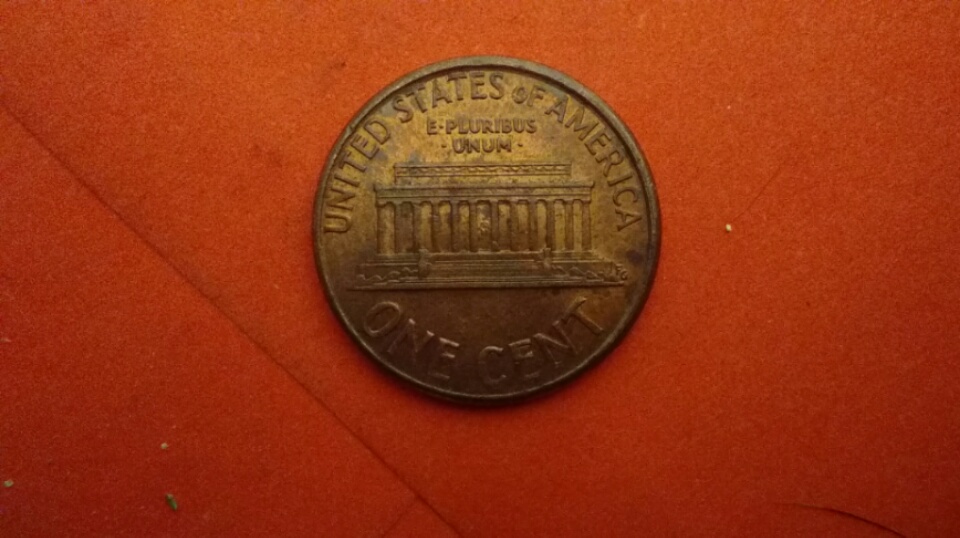 UNITED STATES OF AMERICA
E·PLURIBUS
·UNUM·
ONE CENT